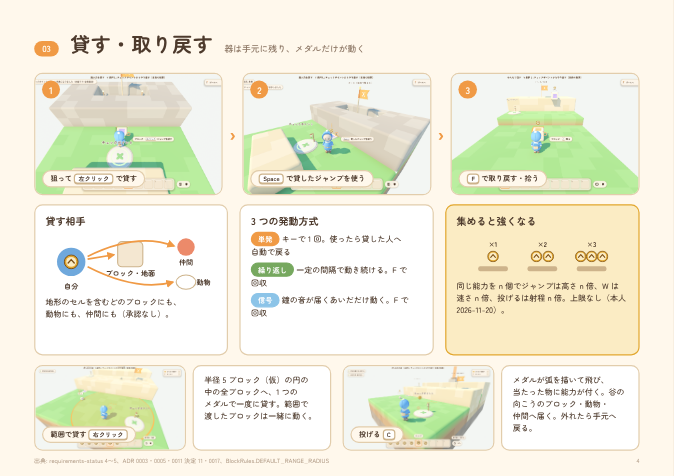 03 貸す・取り戻す 器は手元に残り、メダルだけが動く
1
狙って 左クリック で貸す
2
Space で貸したジャンプを使う
3
F で取り戻す・拾う
貸す相手
自分
ブロック・地面
仲間
動物
地形のセルを含むどのブロックにも、
動物にも、仲間にも（承認なし）。
3 つの発動方式
単発 キーで 1 回。使ったら貸した人へ
自動で戻る
繰り返し 一定の間隔で動き続ける。F で
回収
信号 鐘の音が届くあいだだけ動く。F で
回収
集めると強くなる
×1 ×2 ×3
同じ能力を n 個でジャンプは高さ n 倍、W は
速さ n 倍、投げるは射程 n 倍。上限なし（本人
2026-11-20）。
範囲で貸す 右クリック
半径 5 ブロック（仮）の円の
中の全ブロックへ、1 つの
メダルで一度に貸す。範囲で
渡したブロックは一緒に動く。
投げる C
メダルが弧を描いて飛び、
当たった物に能力が付く。谷の
向こうのブロック・動物・
仲間へ届く。外れたら手元へ
戻る。
出典: requirements-status 4〜5、ADR 0003・0005・0011 決定 11・0017、BlockRules.DEFAULT_RANGE_RADIUS
4